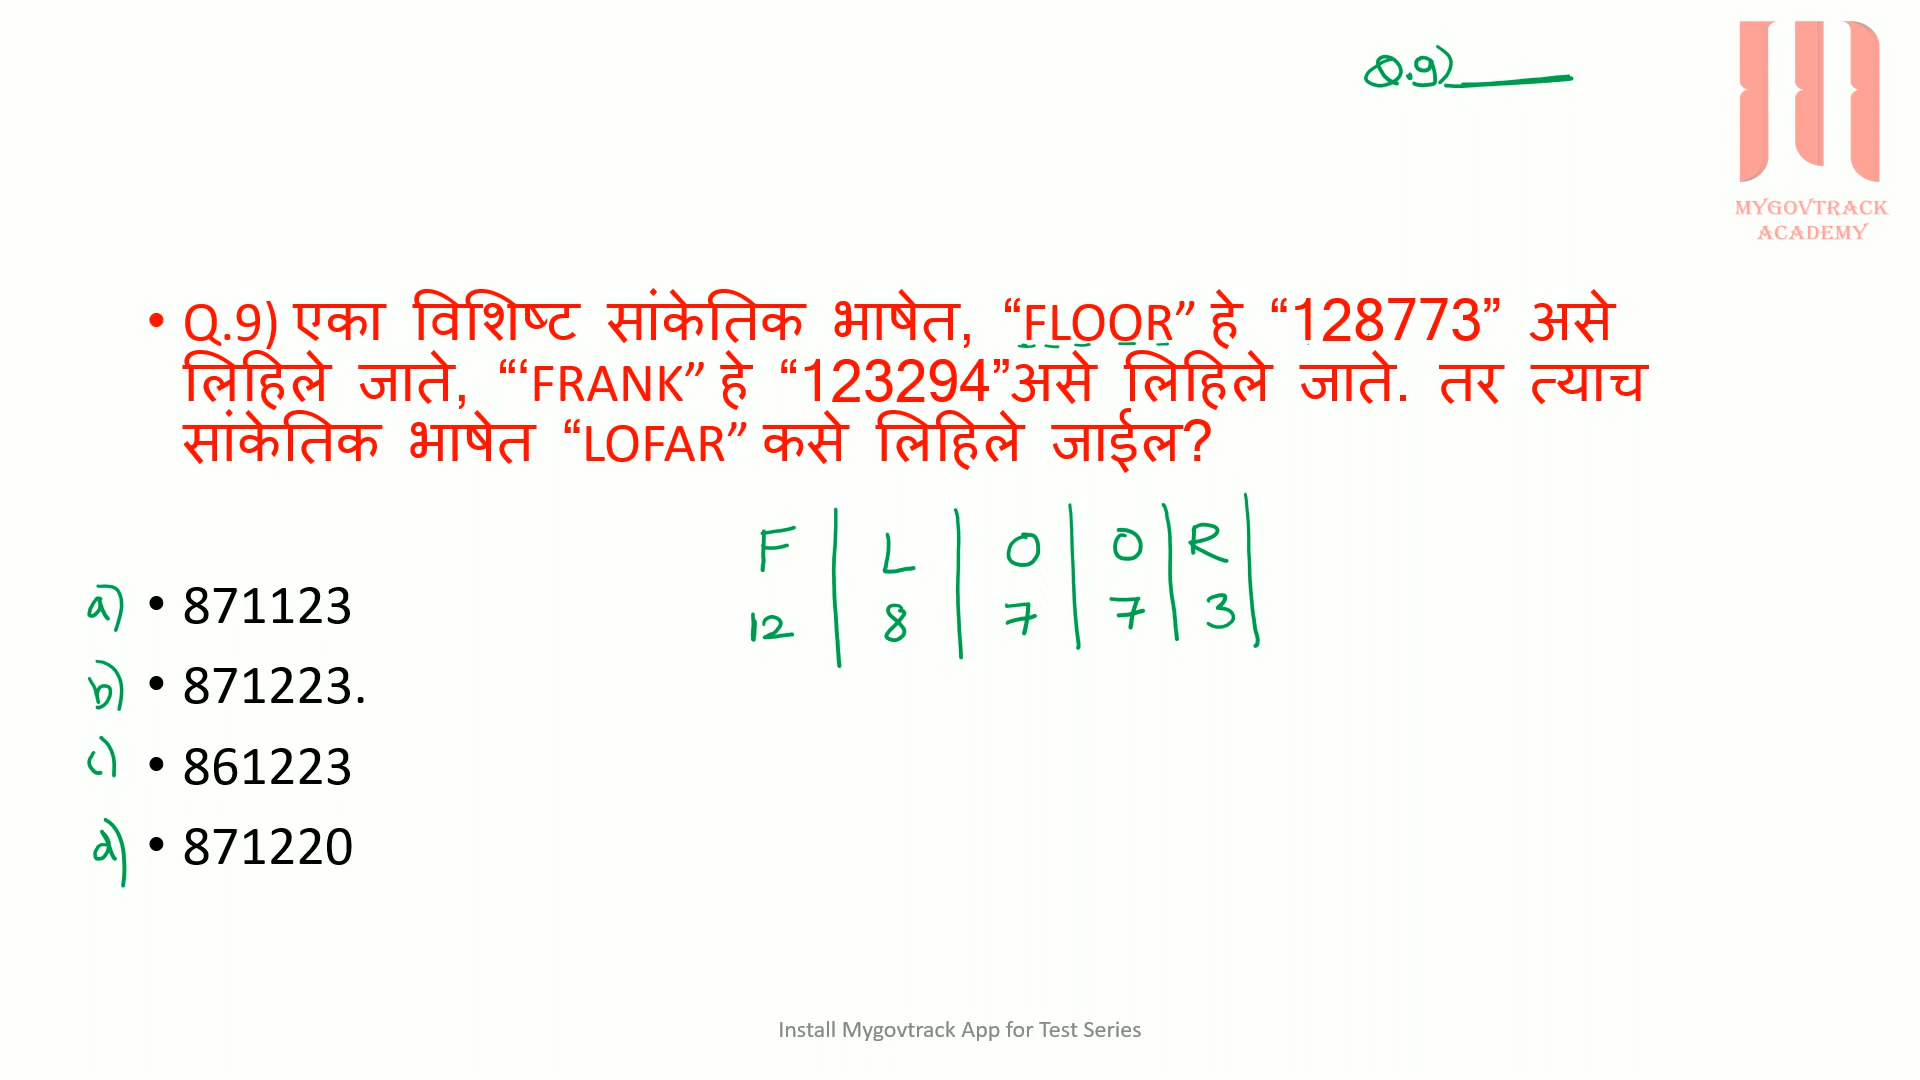 Q.9)
MYGOVTRACK
ACADEMY
• Q.9) एका विशिष्ट सांकेतिक भाषेत, “FLOOR” हे “128773” असे
लिहिले जाते, “‘FRANK” हे “123294”असे लिहिले जाते. तर त्याच
सांकेतिक भाषेत “LOFAR” कसे लिहिले जाईल?
F L O O R
12 8 7 7 3
a) • 871123
b) • 871223.
c) • 861223
d) • 871220
Install Mygovtrack App for Test Series